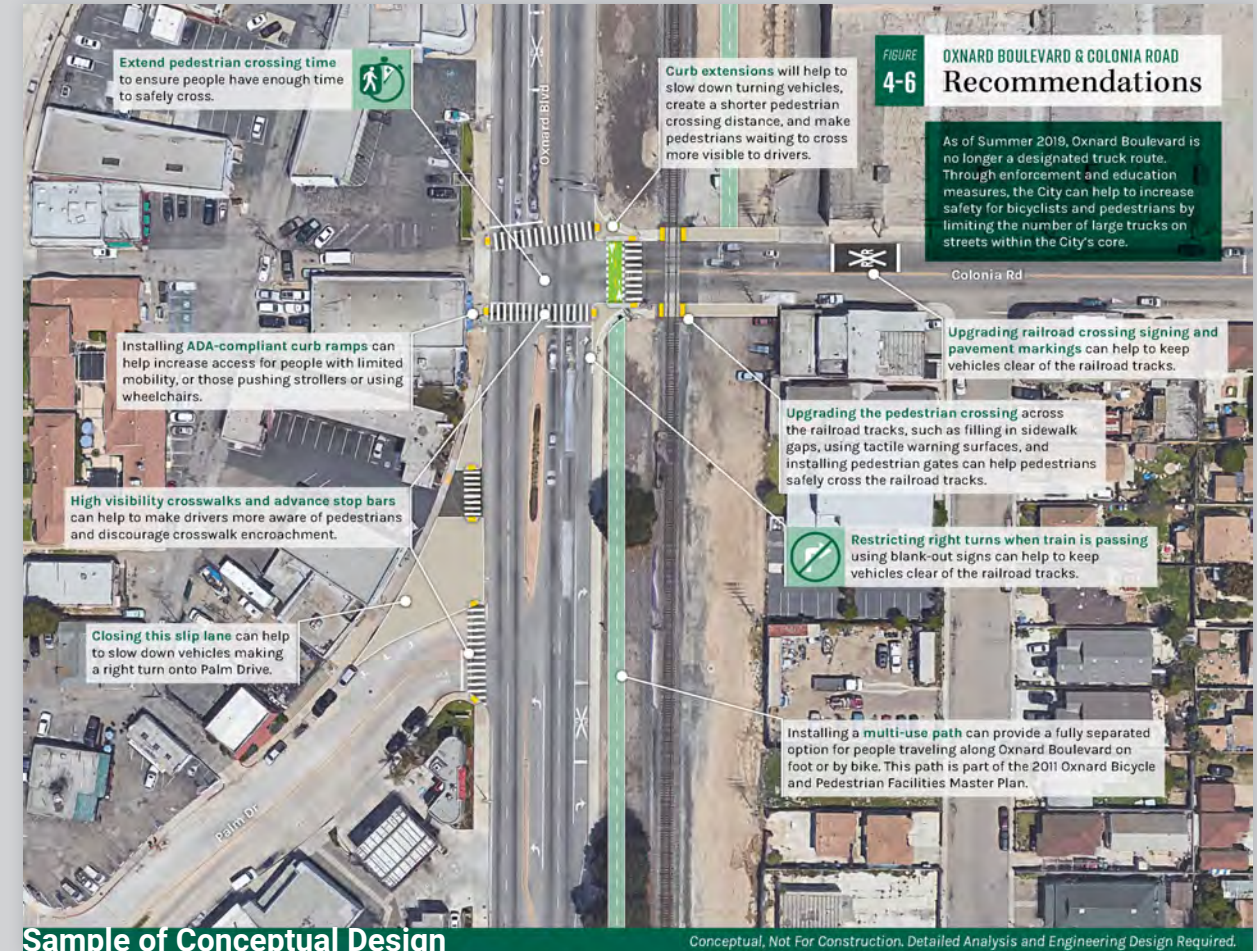 Extend pedestrian crossing time
to ensure people have enough time
to safely cross.
Oxnard Blvd
Curb extensions will help to
slow down turning vehicles,
create a shorter pedestrian
crossing distance, and make
pedestrians waiting to cross
more visible to drivers.
FIGURE
4-6
OXNARD BOULEVARD & COLONIA ROAD
Recommendations
As of Summer 2019, Oxnard Boulevard is
no longer a designated truck route.
Through enforcement and education
measures, the City can help to increase
safety for bicyclists and pedestrians by
limiting the number of large trucks on
streets within the City's core.
Colonia Rd
Installing ADA-compliant curb ramps can
help increase access for people with limited
mobility, or those pushing strollers or using
wheelchairs.
Upgrading railroad crossing signing and
pavement markings can help to keep
vehicles clear of the railroad tracks.
Upgrading the pedestrian crossing across
the railroad tracks, such as filling in sidewalk
gaps, using tactile warning surfaces, and
installing pedestrian gates can help pedestrians
safely cross the railroad tracks.
High visibility crosswalks and advance stop bars
can help to make drivers more aware of pedestrians
and discourage crosswalk encroachment.
Restricting right turns when train is passing
using blank-out signs can help to keep
vehicles clear of the railroad tracks.
Closing this slip lane can help
to slow down vehicles making
a right turn onto Palm Drive.
Installing a multi-use path can provide a fully separated
option for people traveling along Oxnard Boulevard on
foot or by bike. This path is part of the 2011 Oxnard Bicycle
and Pedestrian Facilities Master Plan.
Palm Dr
Sample of Conceptual Design
Conceptual, Not For Construction. Detailed Analysis and Engineering Design Required.